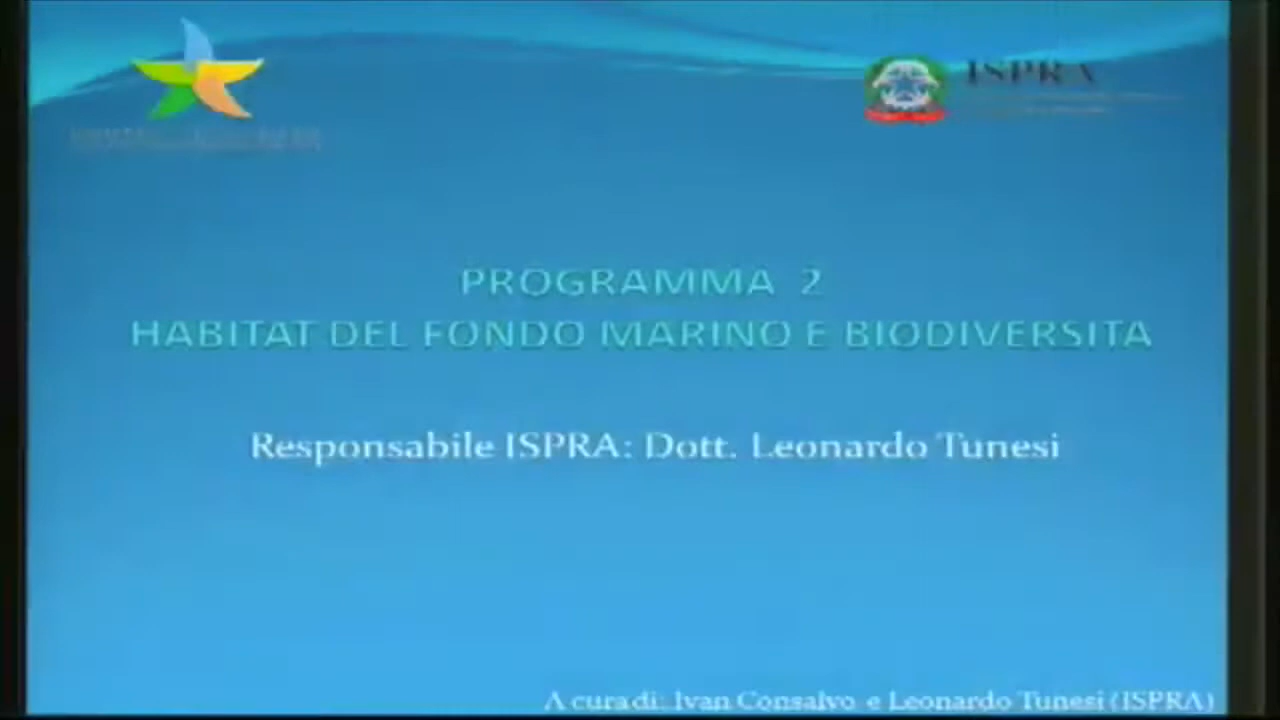 ISPRA
PROGRAMMA 2
HABITAT DEL FONDO MARINO E BIODIVERSITA
Responsabile ISPRA: Dott. Leonardo Tunesi
A cura di: Ivan Consalvo e Leonardo Tunesi (ISPRA)